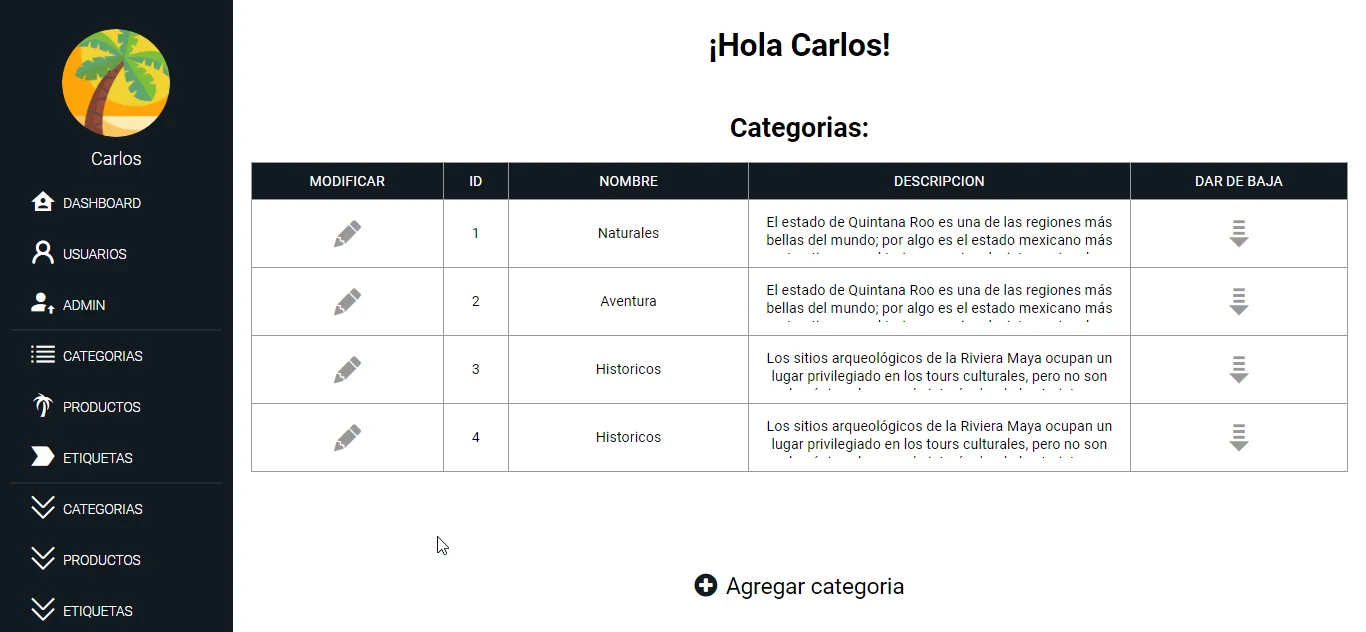 Carlos
DASHBOARD
USUARIOS
ADMIN
CATEGORIAS
PRODUCTOS
ETIQUETAS
CATEGORIAS
PRODUCTOS
ETIQUETAS
¡Hola Carlos!
Categorias:
MODIFICAR ID NOMBRE DESCRIPCION DAR DE BAJA
1 Naturales El estado de Quintana Roo es una de las regiones más
bellas del mundo; por algo es el estado mexicano más
2 Aventura El estado de Quintana Roo es una de las regiones más
bellas del mundo; por algo es el estado mexicano más
3 Historicos Los sitios arqueológicos de la Riviera Maya ocupan un
lugar privilegiado en los tours culturales, pero no son
4 Historicos Los sitios arqueológicos de la Riviera Maya ocupan un
lugar privilegiado en los tours culturales, pero no son
Agregar categoria